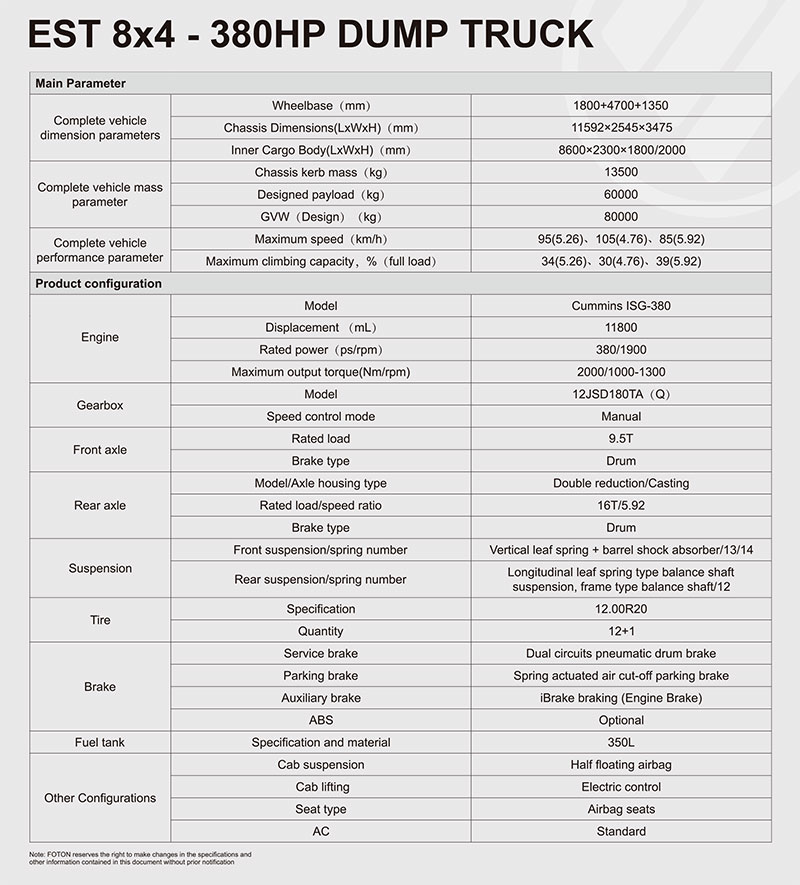 EST 8x4 - 380HP DUMP TRUCK
Main Parameter
Complete vehicle
dimension parameters
Wheelbase（mm）
1800+4700+1350
Chassis Dimensions(LxWxH)（mm）
11592×2545×3475
Inner Cargo Body(LxWxH)（mm）
8600×2300×1800/2000
Complete vehicle mass
parameter
Chassis kerb mass（kg）
13500
Designed payload（kg）
60000
GVW（Design）（kg）
80000
Complete vehicle
performance parameter
Maximum speed（km/h）
95(5.26)、105(4.76)、85(5.92)
Maximum climbing capacity，%（full load）
34(5.26)、30(4.76)、39(5.92)
Product configuration
Engine
Model
Cummins ISG-380
Displacement （mL）
11800
Rated power（ps/rpm）
380/1900
Maximum output torque(Nm/rpm)
2000/1000-1300
Gearbox
Model
12JSD180TA（Q）
Speed control mode
Manual
Front axle
Rated load
9.5T
Brake type
Drum
Rear axle
Model/Axle housing type
Double reduction/Casting
Rated load/speed ratio
16T/5.92
Brake type
Drum
Suspension
Front suspension/spring number
Vertical leaf spring + barrel shock absorber/13/14
Rear suspension/spring number
Longitudinal leaf spring type balance shaft
suspension, frame type balance shaft/12
Tire
Specification
12.00R20
Quantity
12+1
Brake
Service brake
Dual circuits pneumatic drum brake
Parking brake
Spring actuated air cut-off parking brake
Auxiliary brake
iBrake braking (Engine Brake)
ABS
Optional
Fuel tank
Specification and material
350L
Other Configurations
Cab suspension
Half floating airbag
Cab lifting
Electric control
Seat type
Airbag seats
AC
Standard
Note: FOTON reserves the right to make changes in the specifications and
other information contained in this document without prior notification